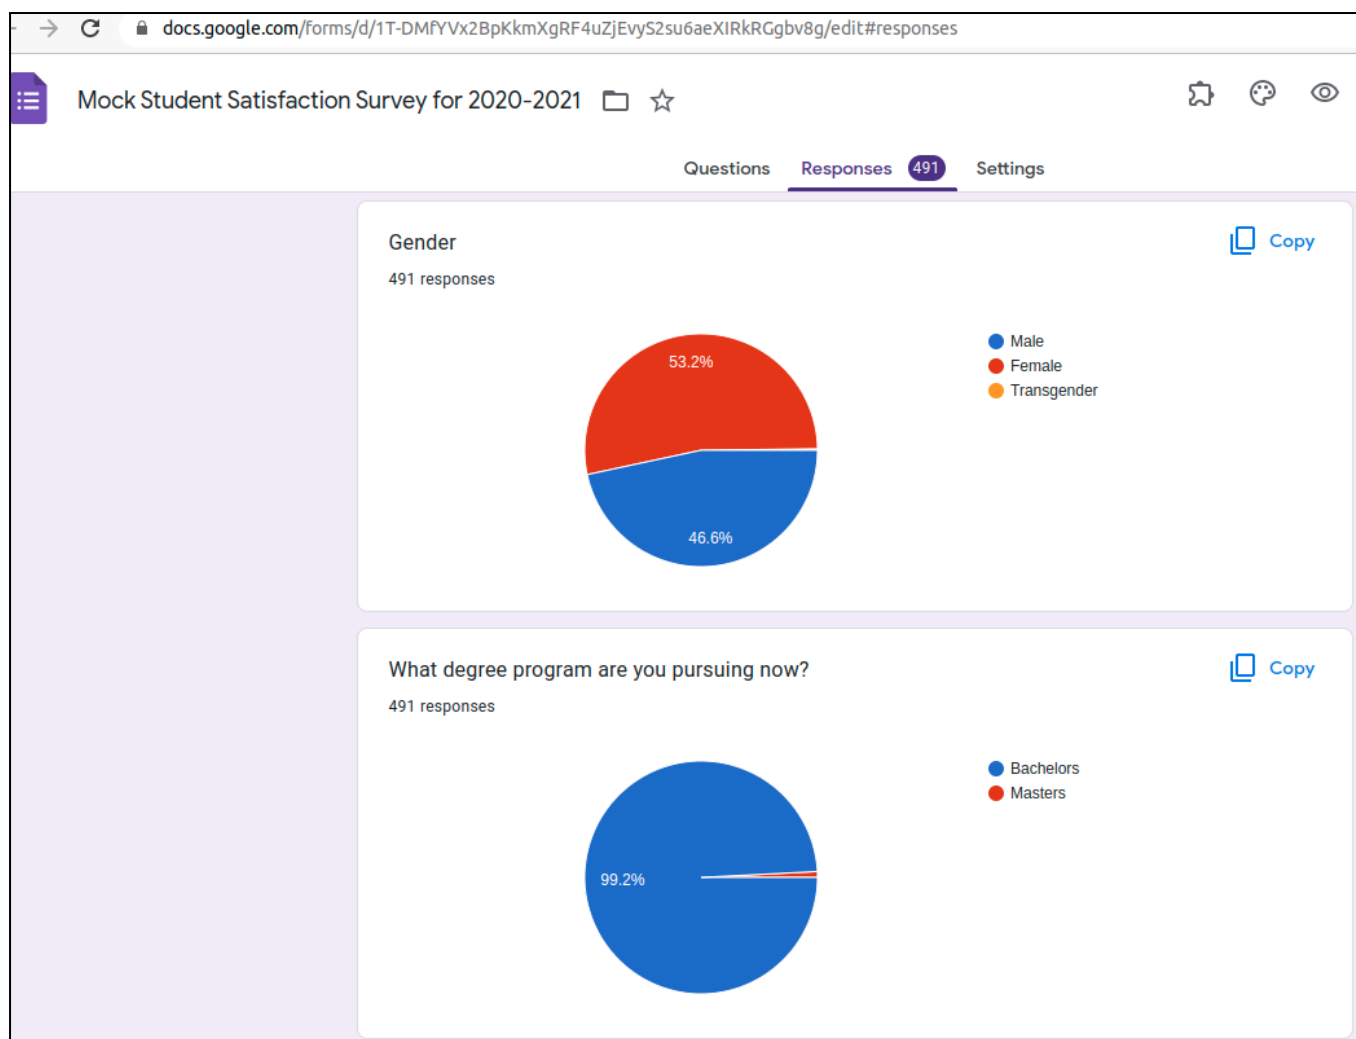 docs.google.com/forms/d/1T-DMfYVx2BpKkmXgRF4uZjEvyS2su6aeXIRkRGgbv8g/edit#responses
Mock Student Satisfaction Survey for 2020-2021
Questions Responses 491 Settings
Gender
Copy
491 responses
53.2%
46.6%
Male
Female
Transgender
What degree program are you pursuing now?
Copy
491 responses
99.2%
Bachelors
Masters